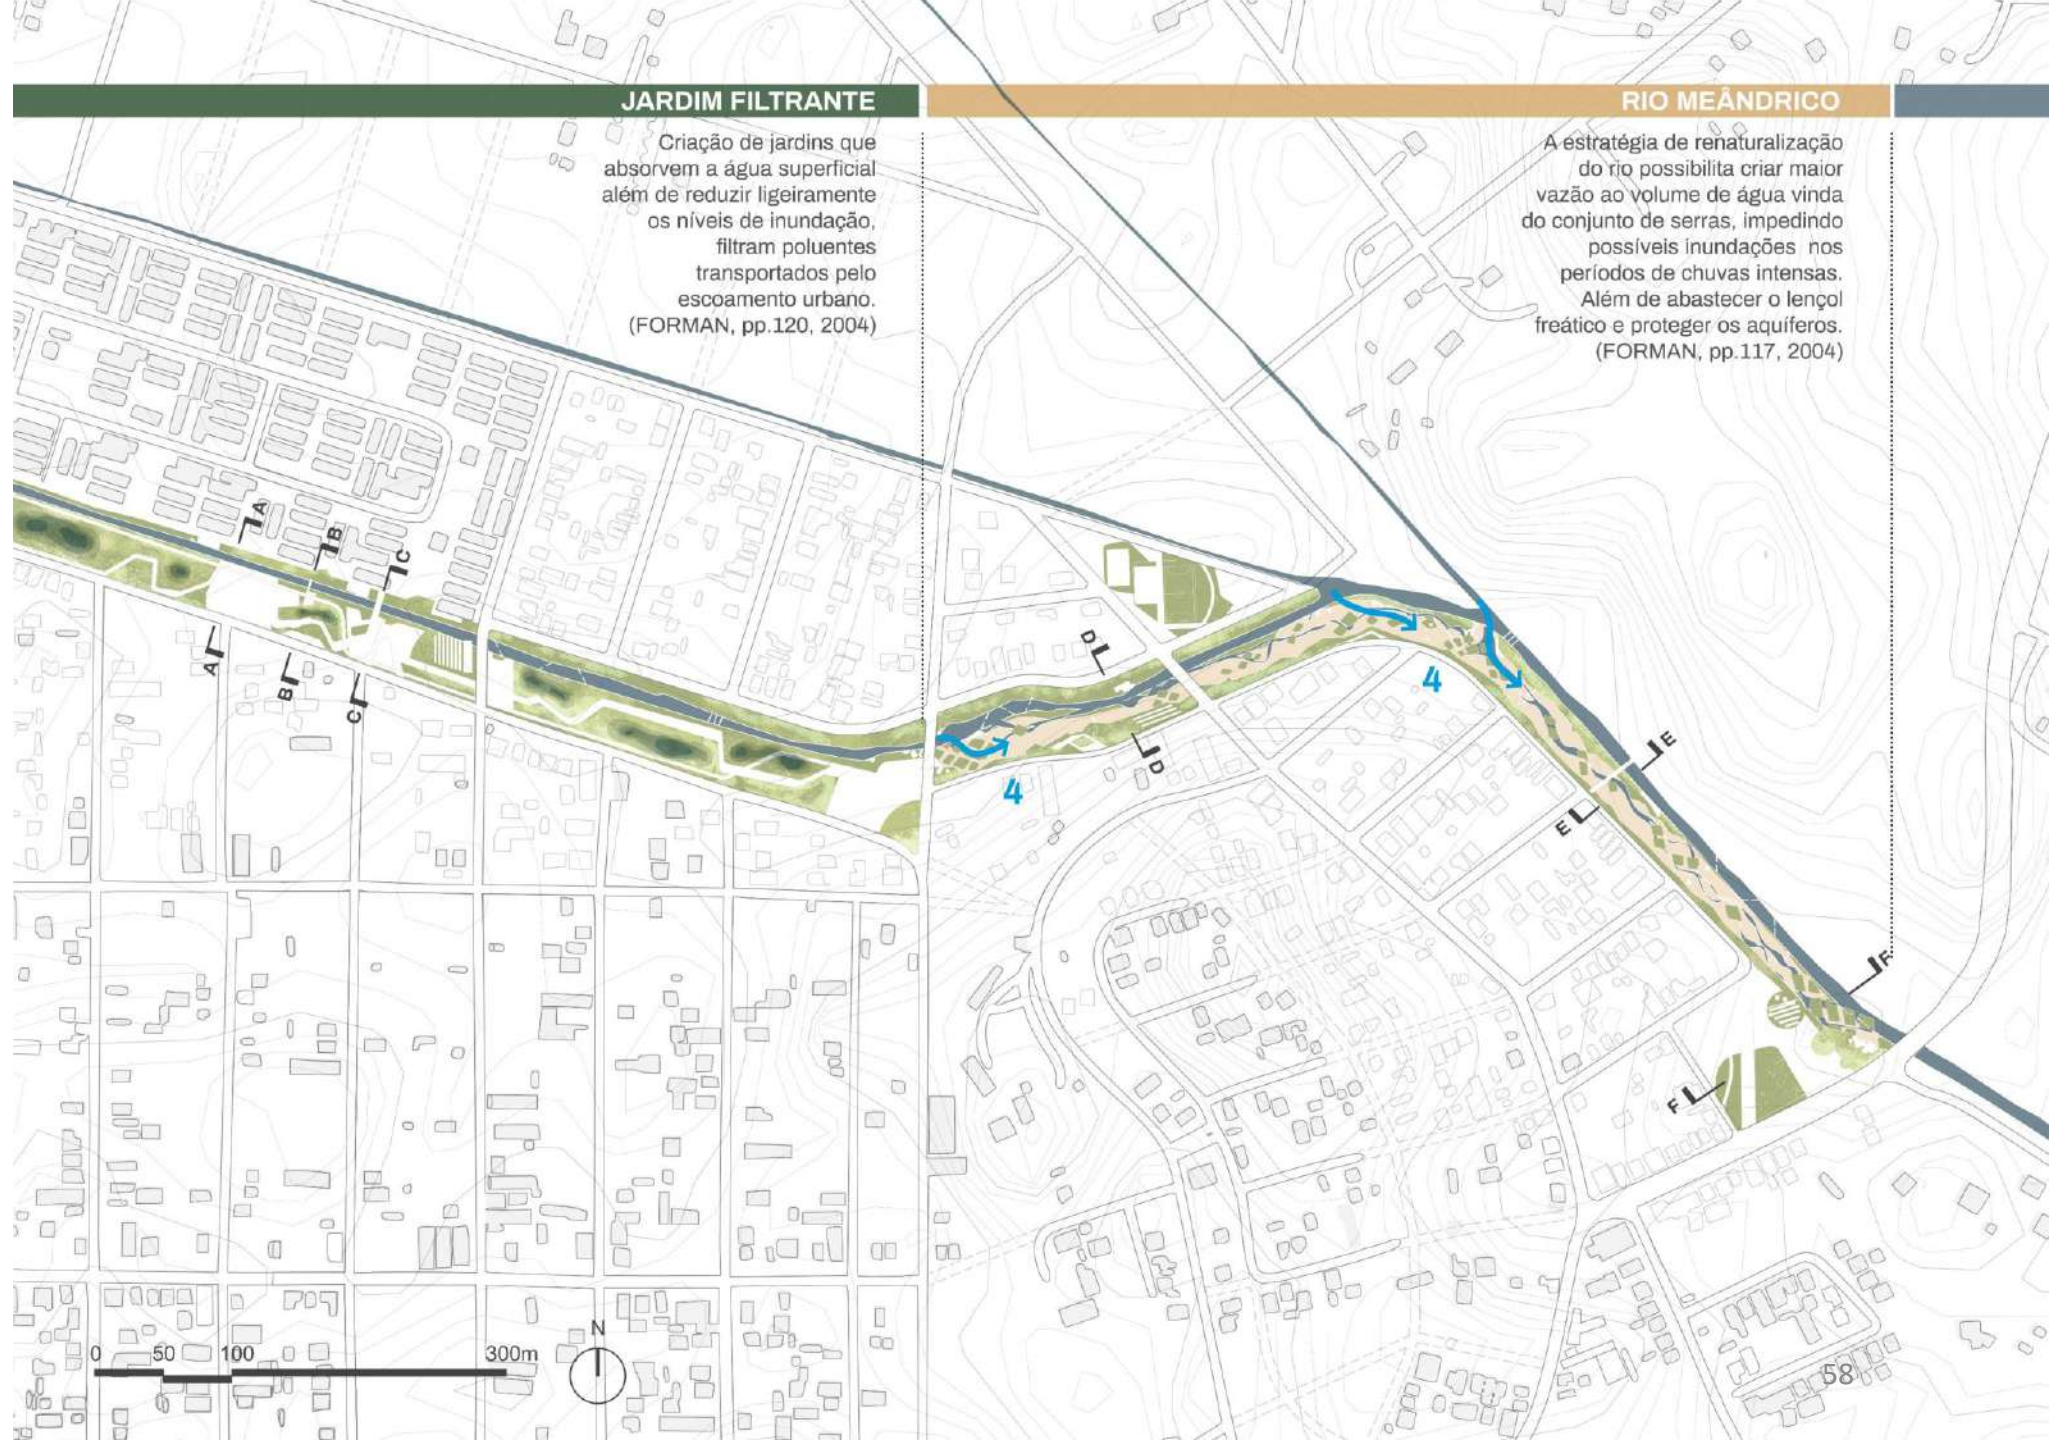 JARDIM FILTRANTE
Criação de jardins que
absorvem a água superficial
além de reduzir ligeiramente
os níveis de inundação,
filtram poluentes
transportados pelo
escoamento urbano.
(FORMAN, pp.120, 2004)
RIO MEÂNDRICO
A estratégia de renaturalização
do rio possibilita criar maior
vazão ao volume de água vinda
do conjunto de serras, impedindo
possíveis inundações nos
períodos de chuvas intensas.
Além de abastecer o lençol
freático e proteger os aquíferos.
(FORMAN, pp.117, 2004)
A
B
C
A
B
C
D
D
4
4
E
E
F
F
0 50 100 300m
N
58